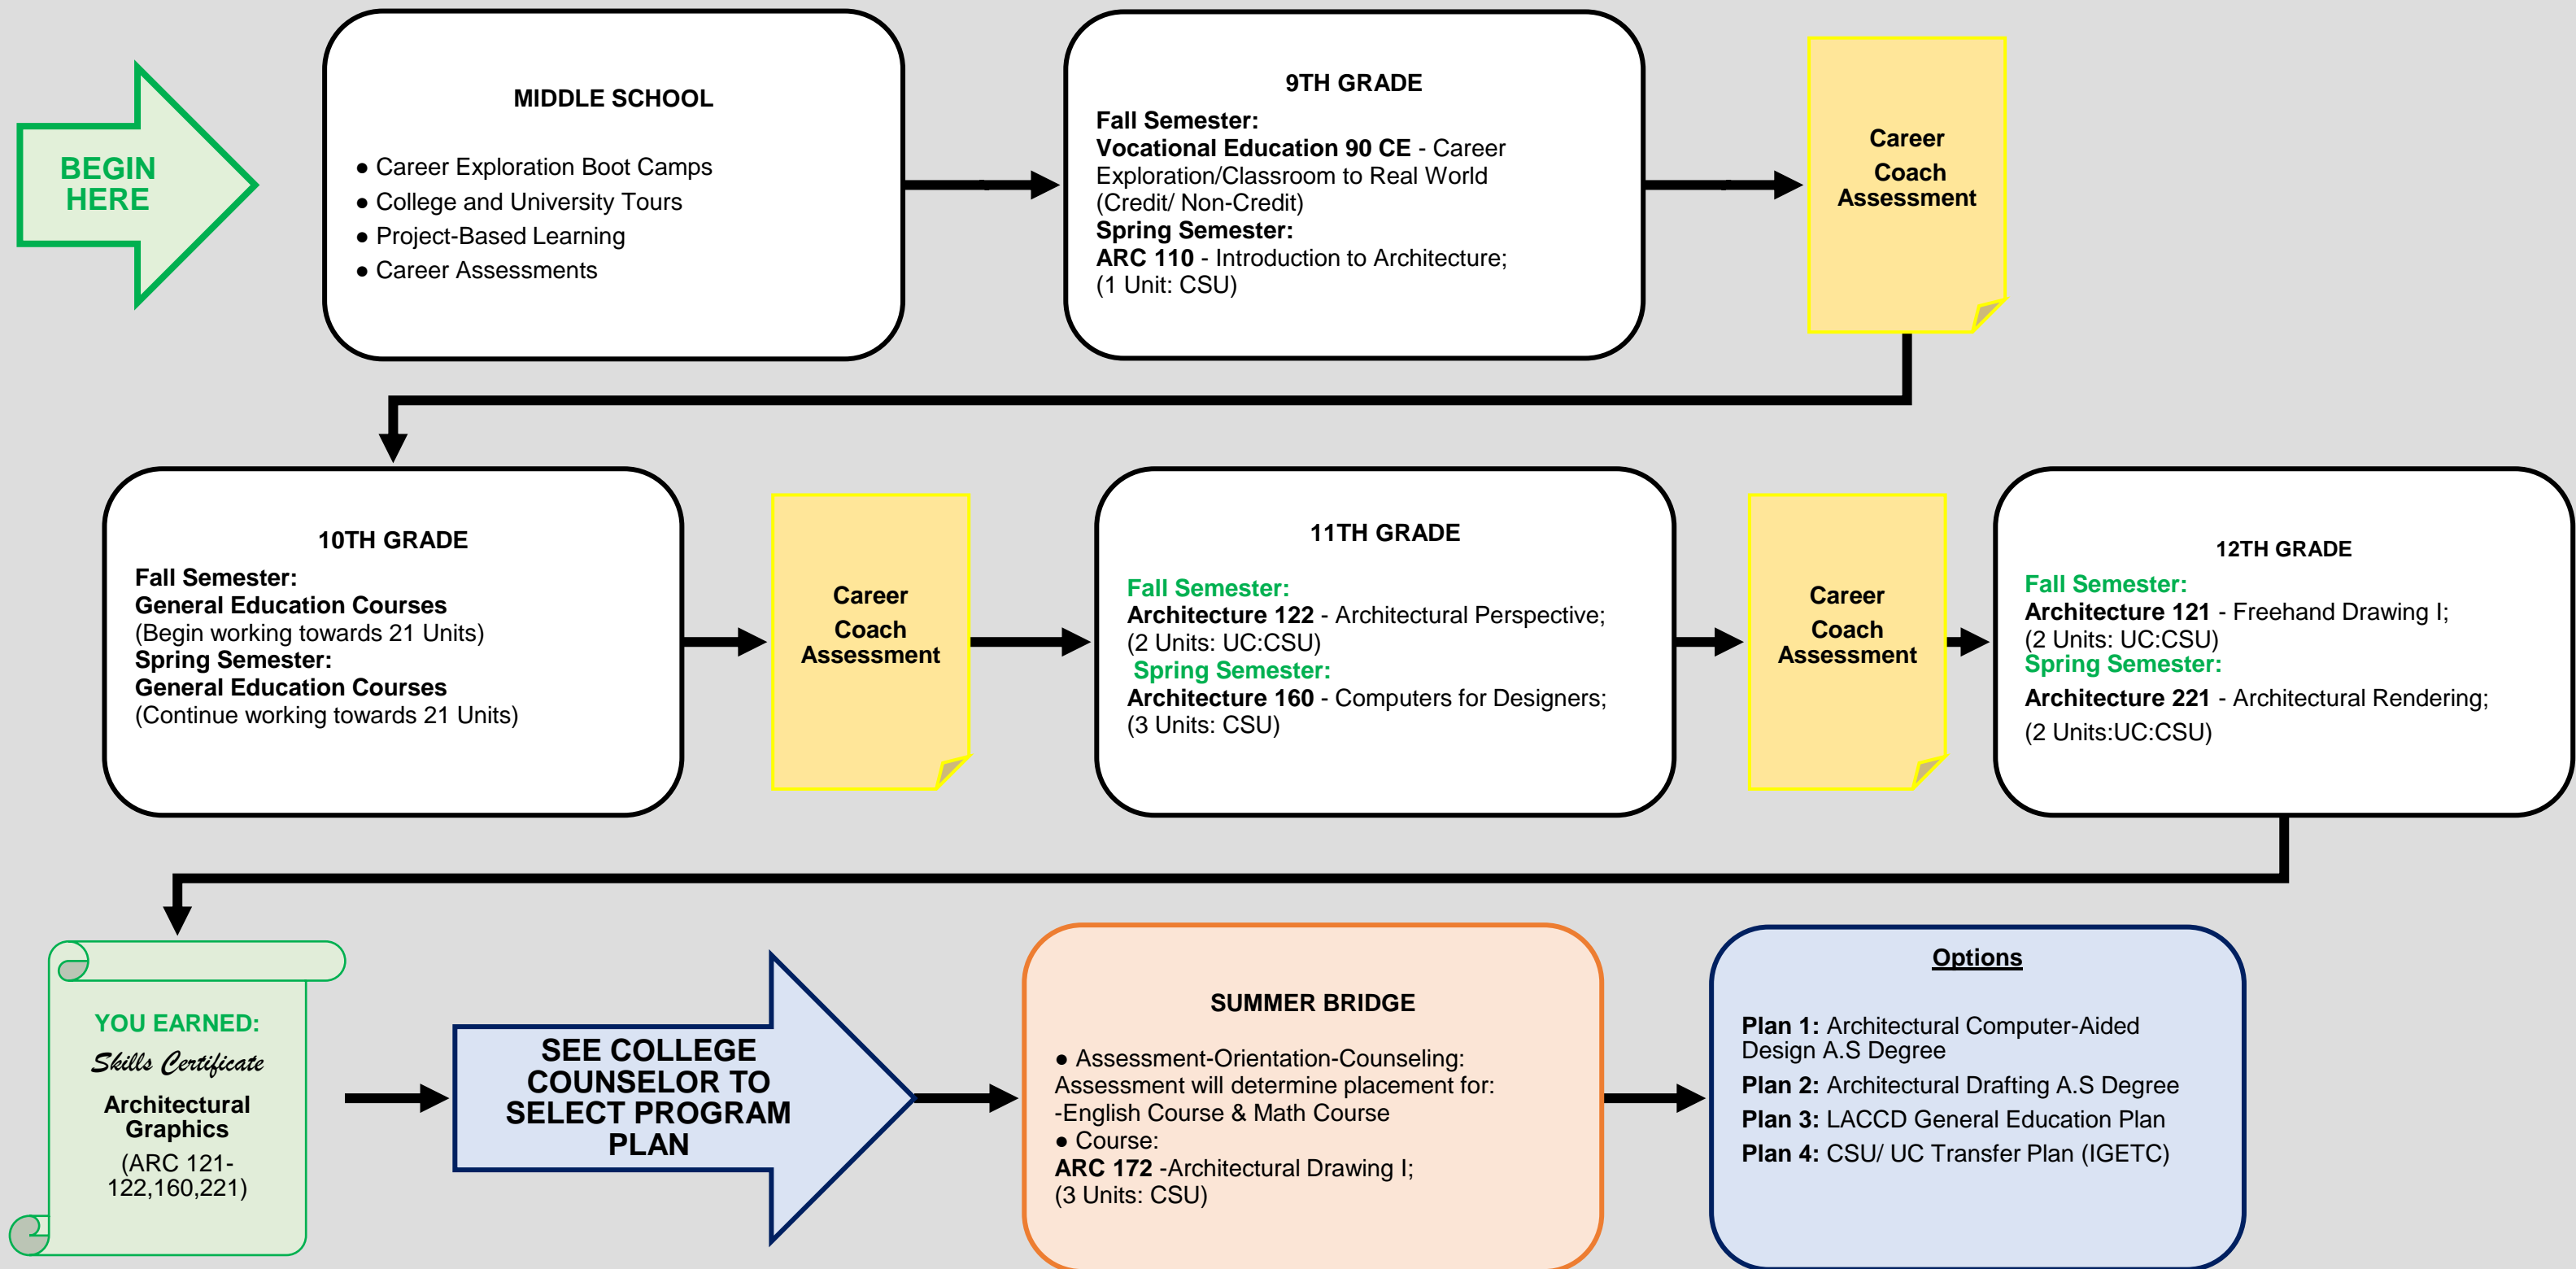 BEGIN
HERE
MIDDLE SCHOOL
● Career Exploration Boot Camps
● College and University Tours
● Project-Based Learning
● Career Assessments
9TH GRADE
Fall Semester:
Vocational Education 90 CE - Career
Exploration/Classroom to Real World
(Credit/ Non-Credit)
Spring Semester:
ARC 110 - Introduction to Architecture;
(1 Unit: CSU)
Career
Coach
Assessment
10TH GRADE
Fall Semester:
General Education Courses
(Begin working towards 21 Units)
Spring Semester:
General Education Courses
(Continue working towards 21 Units)
Career
Coach
Assessment
11TH GRADE
Fall Semester:
Architecture 122 - Architectural Perspective;
(2 Units: UC:CSU)
Spring Semester:
Architecture 160 - Computers for Designers;
(3 Units: CSU)
Career
Coach
Assessment
12TH GRADE
Fall Semester:
Architecture 121 - Freehand Drawing I;
(2 Units: UC:CSU)
Spring Semester:
Architecture 221 - Architectural Rendering;
(2 Units:UC:CSU)
YOU EARNED:
Skills Certificate
Architectural
Graphics
(ARC 121-
122,160,221)
SEE COLLEGE
COUNSELOR TO
SELECT PROGRAM
PLAN
SUMMER BRIDGE
● Assessment-Orientation-Counseling:
Assessment will determine placement for:
-English Course & Math Course
● Course:
ARC 172 -Architectural Drawing I;
(3 Units: CSU)
Options
Plan 1: Architectural Computer-Aided
Design A.S Degree
Plan 2: Architectural Drafting A.S Degree
Plan 3: LACCD General Education Plan
Plan 4: CSU/ UC Transfer Plan (IGETC)